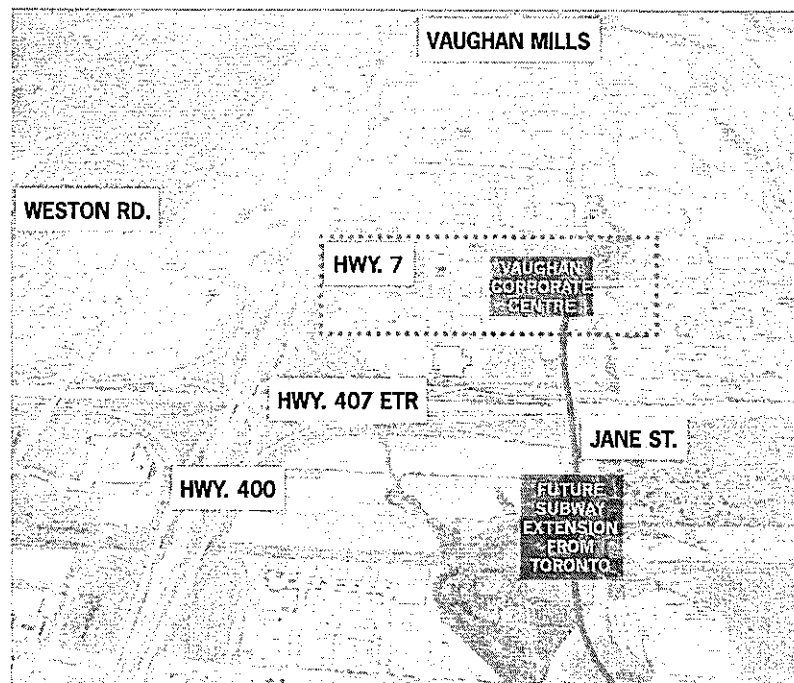 VAUGHAN MILLS
WESTON RD.
HWY. 7
VAUGHAN
CORPORATE
CENTRE
HWY. 407 ETR
JANE ST.
HWY. 400
FUTURE
SUBWAY
EXTENSION
FROM
TORONTO